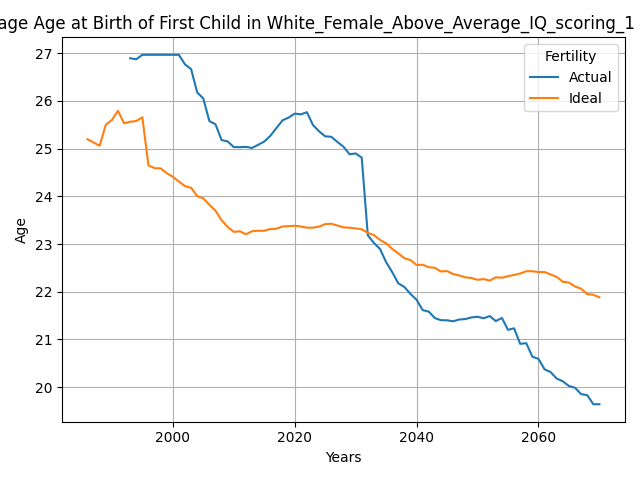 age Age at Birth of First Child in White_Female_Above_Average_IQ_scoring_1
Fertility
Actual
Ideal
27
26
25
24
23
22
21
20
Age
2000 2020 2040 2060
Years